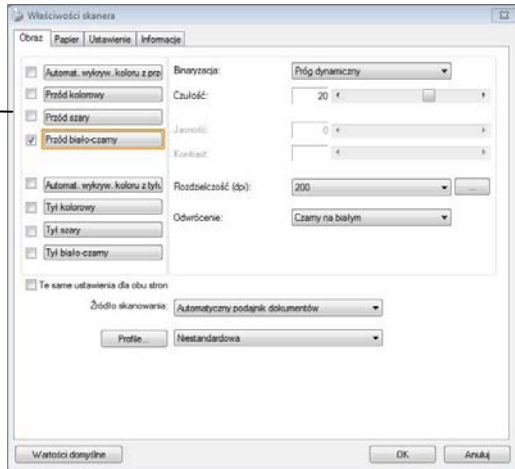 Właściwości skanera
Obraz Papier Ustawienie Informacje
Automat. wykryw. koloru z prze
Przód kolorowy
Przód szary
Przód biało-czarny
Automat. wykryw. koloru z tyłu
Tył kolorowy
Tył szary
Tył biało-czarny
Binaryzacja: Próg dynamiczny
Czułość: 20
Jasność: 0
Kontrast:
Rozdzielczość (dpi): 200 ...
Odwrócenie: Czarny na białym
Te same ustawienia dla obu stron
Źródło skanowania: Automatyczny podajnik dokumentów
Profile... Niestandardowa
Wartości domyślne OK Anuluj